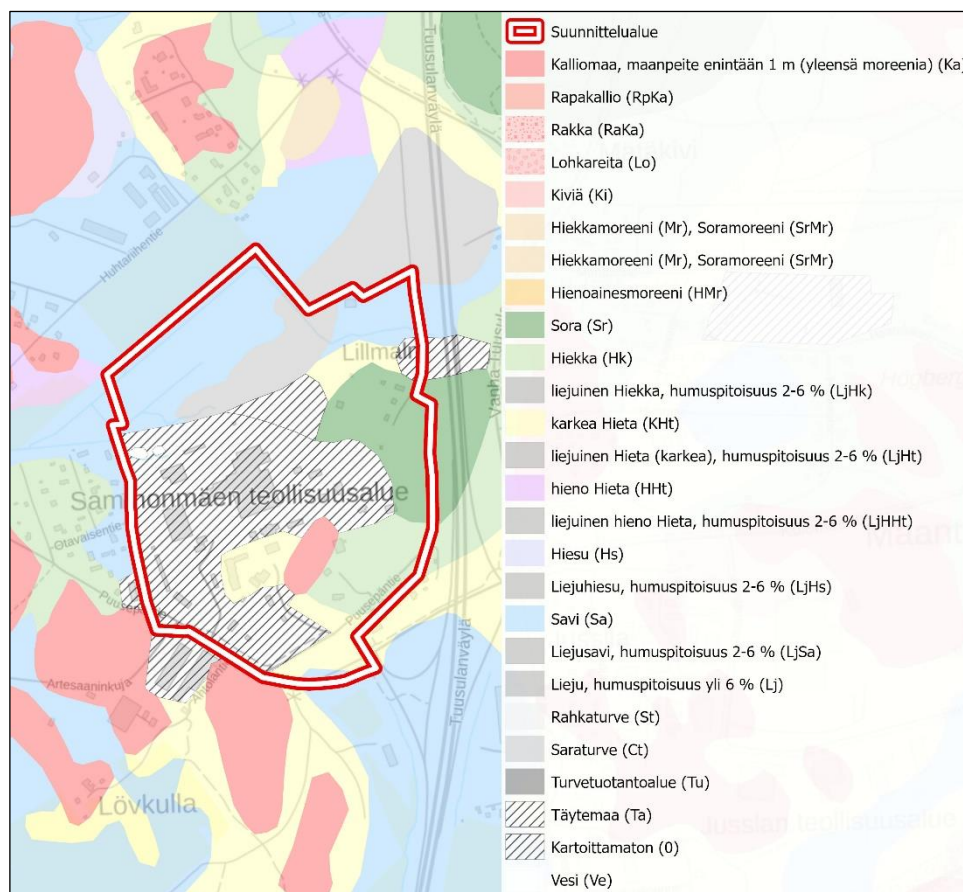 Suunnittelualue
Kalliomaa, maanpeite enintään 1 m (yleensä moreenia) (Ka)
Rapakallio (RpKa)
Rakka (RaKa)
Lohkareita (Lo)
Kiviä (Ki)
Hiekkamoreeni (Mr), Soramoreeni (SrMr)
Hiekkamoreeni (Mr), Soramoreeni (SrMr)
Hienoainesmoreeni (HMr)
Sora (Sr)
Hiekka (Hk)
liejuinen Hiekka, humuspitoisuus 2-6 % (LjHk)
karkea Hieta (KHt)
liejuinen Hieta (karkea), humuspitoisuus 2-6 % (LjHt)
hieno Hieta (HHt)
liejuinen hieno Hieta, humuspitoisuus 2-6 % (LjHHt)
Hiesu (Hs)
Liejuhiesu, humuspitoisuus 2-6 % (LjHs)
Savi (Sa)
Liejusavi, humuspitoisuus 2-6 % (LjSa)
Lieju, humuspitoisuus yli 6 % (Lj)
Rahkaturve (St)
Saraturve (Ct)
Turvetuotantoalue (Tu)
Täytemaa (Ta)
Kartoittamaton (0)
Vesi (Ve)
Tuusulanväylä
Huhtariihentie
Lillmalm
Vanha Tuusula
Sammonmäen teollisuusalue
Otavaisentie
Puusepäntie
Puusepäntie
Tuusulanväylä
Artesaaninkuja
Lövkulla
Jusslan teollisuusalue